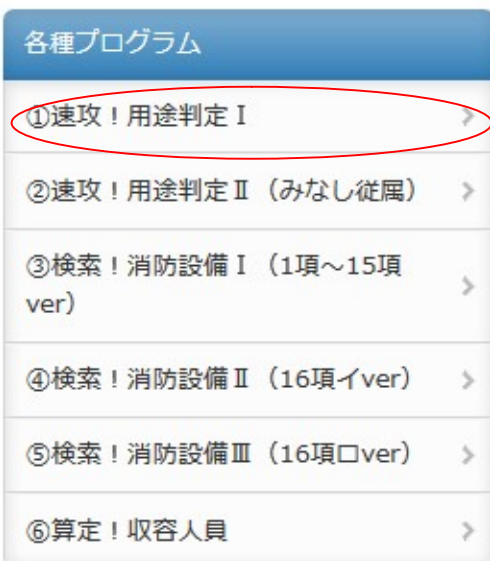 各種プログラム
①速攻！用途判定Ⅰ
②速攻！用途判定Ⅱ（みなし従属）
③検索！消防設備Ⅰ（1項～15項
ver）
④検索！消防設備Ⅱ（16項イver）
⑤検索！消防設備Ⅲ（16項ロver）
⑥算定！収容人員